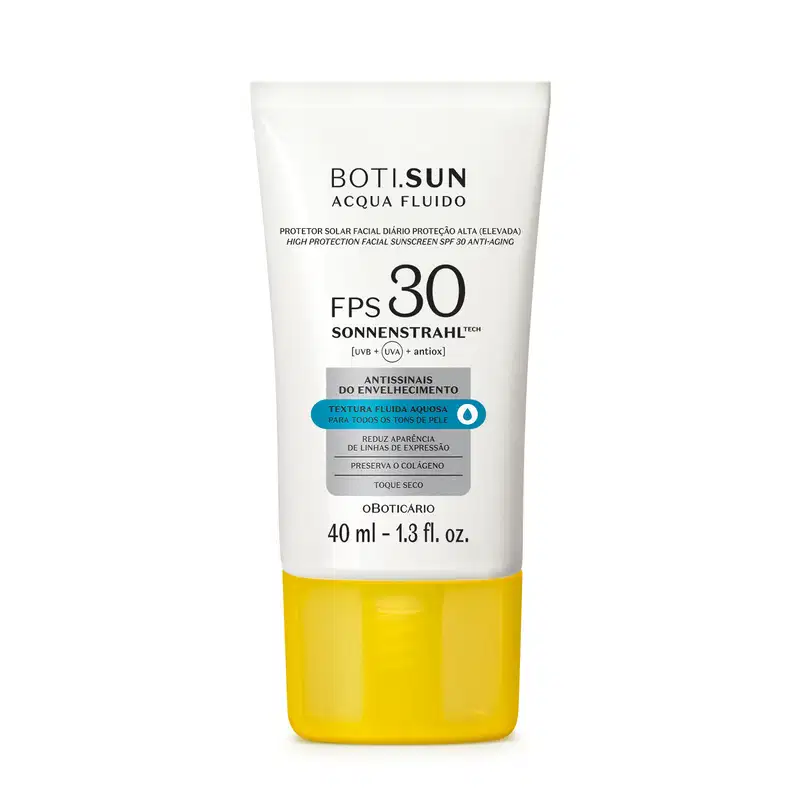 BOTI.SUN
ACQUA FLUIDO
PROTETOR SOLAR FACIAL DIÁRIO PROTEÇÃO ALTA (ELEVADA)
HIGH PROTECTION FACIAL SUNSCREEN SPF 30 ANTI-AGING
FPS 30
SONNENSTRAHL TECH
[UVB + UVA + antiox]
ANTISSINAIS
DO ENVELHECIMENTO
TEXTURA FLUIDA AQUOSA
PARA TODOS OS TONS DE PELE
REDUZ APARÊNCIA
DE LINHAS DE EXPRESSÃO
PRESERVA O COLÁGENO
TOQUE SECO
oBOTICÁRIO
40 ml - 1.3 fl. oz.